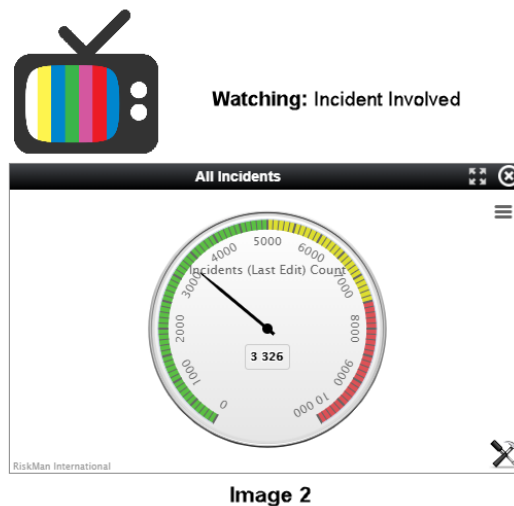 Watching: Incident Involved
All Incidents
5000
4000
6000
Incidents (Last Edit) Count
3000
7000
2000
8000
3 326
1000
9000
0
10 000
RiskMan International
Image 2